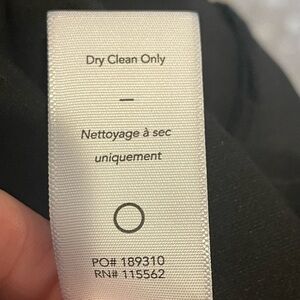 Dry Clean Only
—
Nettoyage à sec
uniquement
PO# 189310
RN# 115562